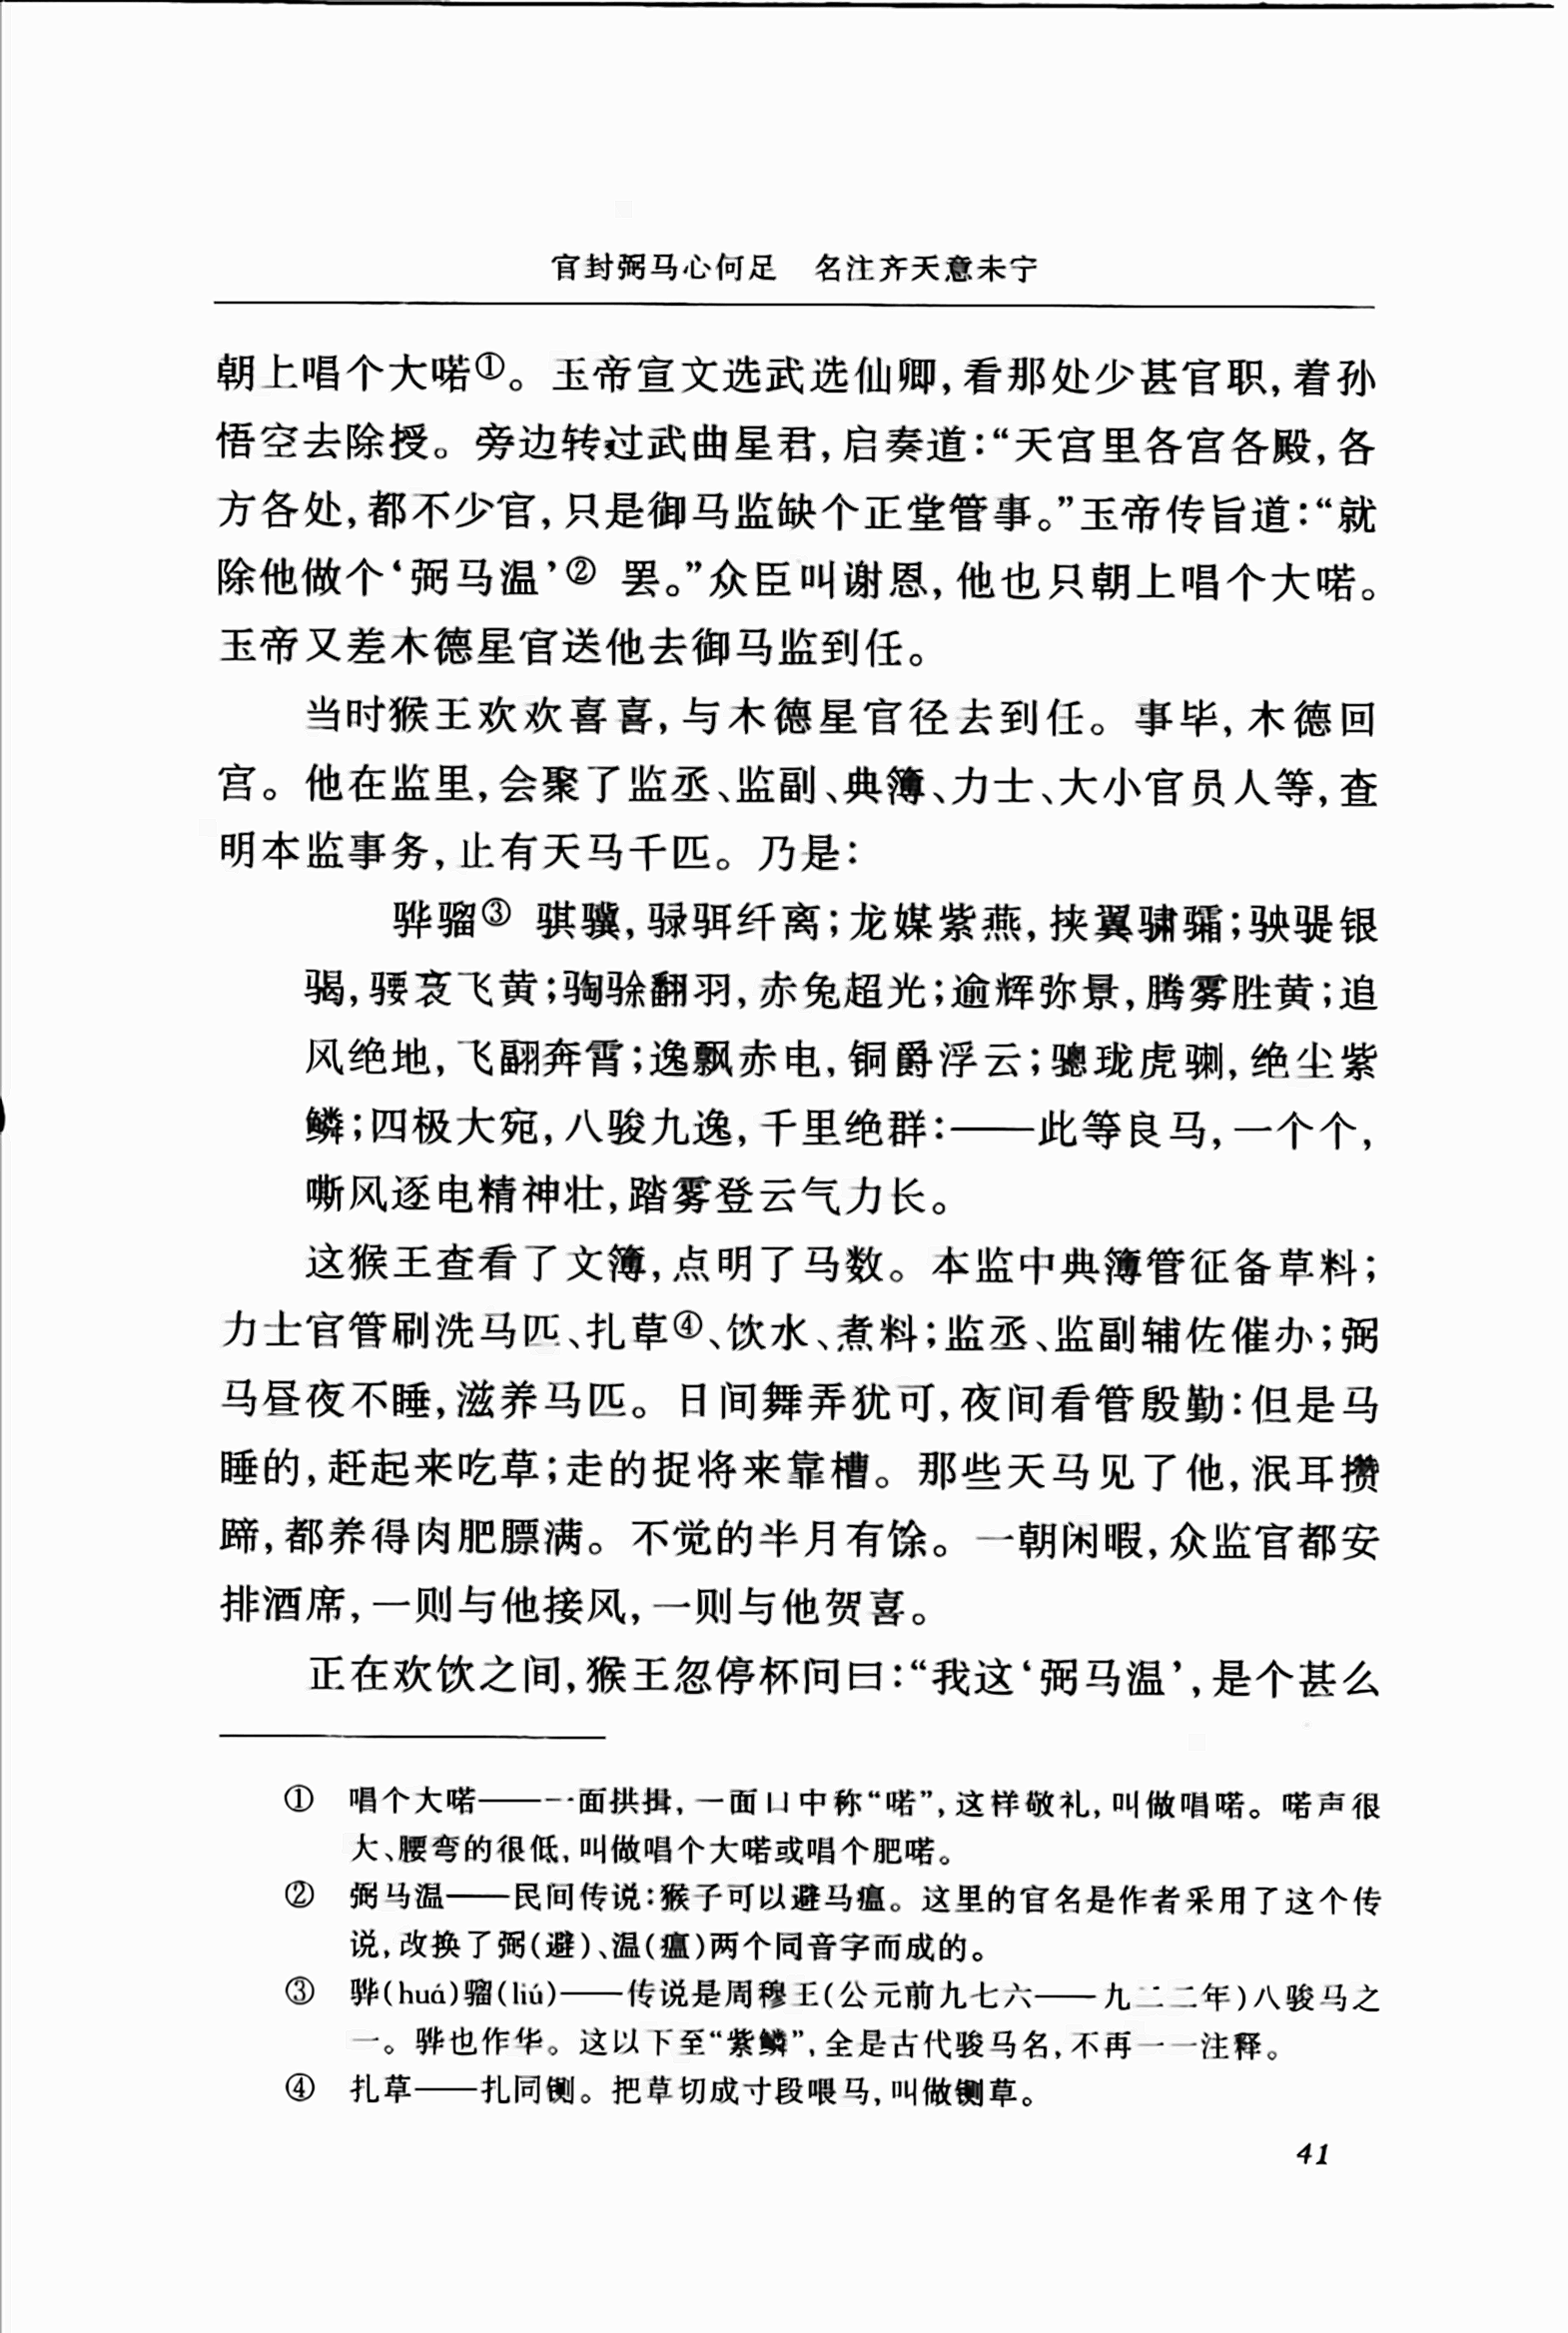 官封弼马心何足　名注齐天意未宁
朝上唱个大喏①。玉帝宣文选武选仙卿，看那处少甚官职，着孙
悟空去除授。旁边转过武曲星君，启奏道：“天宫里各宫各殿，各
方各处，都不少官，只是御马监缺个正堂管事。”玉帝传旨道：“就
除他做个‘弼马温’② 罢。”众臣叫谢恩，他也只朝上唱个大喏。
玉帝又差木德星官送他去御马监到任。
当时猴王欢欢喜喜，与木德星官径去到任。事毕，木德回
宫。他在监里，会聚了监丞、监副、典簿、力士、大小官员人等，查
明本监事务，止有天马千匹。乃是：
骅骝③ 骐骥，𫘧𬳿纤离；龙媒紫燕，挟翼骕骦；𫘝𫘨银
䯄，𫘦𫘪飞黄；𫘦𬳿翻羽，赤兔超光；逾辉弥景，腾雾胜黄；追
风绝地，飞翮奔霄；逸飘赤电，铜爵浮云；骢珑虎𬴃，绝尘紫
鳞；四极大宛，八骏九逸，千里绝群：——此等良马，一个个，
嘶风逐电精神壮，踏雾登云气力长。
这猴王查看了文簿，点明了马数。本监中典簿管征备草料；
力士官管刷洗马匹、扎草④、饮水、煮料；监丞、监副辅佐催办；弼
马昼夜不睡，滋养马匹。日间舞弄犹可，夜间看管殷勤：但是马
睡的，赶起来吃草；走的捉将来靠槽。那些天马见了他，泯耳攒
蹄，都养得肉肥膘满。不觉的半月有馀。一朝闲暇，众监官都安
排酒席，一则与他接风，一则与他贺喜。
正在欢饮之间，猴王忽停杯问曰：“我这‘弼马温’，是个甚么
① 唱个大喏——一面拱揖，一面口中称“喏”，这样敬礼，叫做唱喏。喏声很
大、腰弯的很低，叫做唱个大喏或唱个肥喏。
② 弼马温——民间传说：猴子可以避马瘟。这里的官名是作者采用了这个传
说，改换了弼(避)、温(瘟)两个同音字而成的。
③ 骅(huá)骝(liú)——传说是周穆王(公元前九七六——九二二年)八骏马之
一。骅也作华。这以下至“紫鳞”，全是古代骏马名，不再一一注释。
④ 扎草——扎同铡。把草切成寸段喂马，叫做铡草。
41